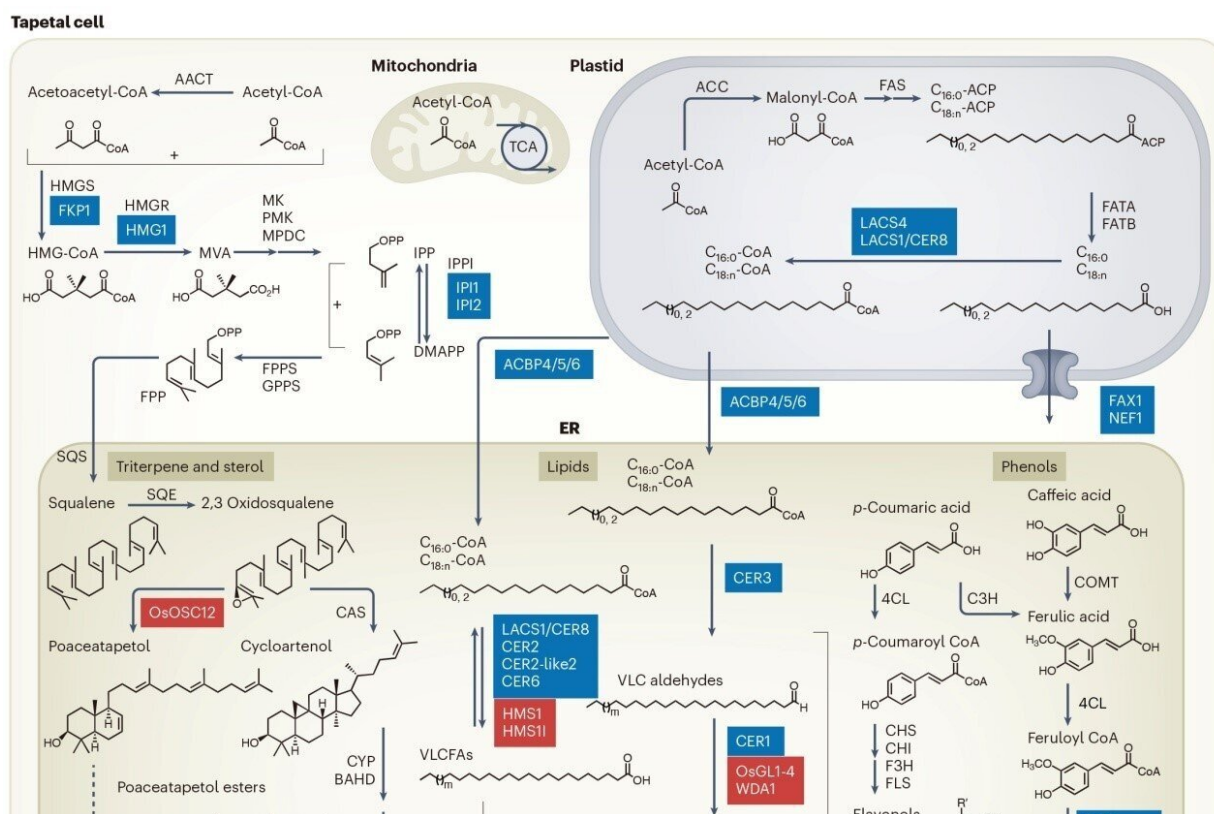 Tapetal cell
Acetoacetyl-CoA
AACT
Acetyl-CoA
O O
CoA
O
CoA
+
HMGS
FKP1
HMGR
HMG1
MK
PMK
MPDC
HMG-CoA
MVA
HO O O CoA
HO O CO₂H
OPP
IPP
IPPI
IPI1
IPI2
+
OPP
DMAPP
FPPS
GPPS
OPP
FPP
Mitochondria
Acetyl-CoA
O
CoA
TCA
Plastid
ACC
Malonyl-CoA
FAS
C16:0-ACP
C18:n-ACP
HO O O CoA
( )0, 2
O
ACP
Acetyl-CoA
O
CoA
LACS4
LACS1/CER8
FATA
FATB
C16:0-CoA
C18:n-CoA
C16:0
C18:n
( )0, 2
O
CoA
( )0, 2
O
OH
ACBP4/5/6
ACBP4/5/6
FAX1
NEF1
ER
SQS
Triterpene and sterol
Lipids
Phenols
Squalene
SQE
2,3 Oxidosqualene
O
OsOSC12
CAS
Poaceatapetol
Cycloartenol
HO H H
HO H H
CYP
BAHD
Poaceatapetol esters
C16:0-CoA
C18:n-CoA
( )0, 2
O
CoA
C16:0-CoA
C18:n-CoA
( )0, 2
O
CoA
CER3
LACS1/CER8
CER2
CER2-like2
CER6
HMS1
HMS1I
VLC aldehydes
( )m
O
H
VLCFAs
( )m
O
OH
CER1
OsGL1-4
WDA1
p-Coumaric acid
O
OH
HO
4CL
C3H
p-Coumaroyl CoA
O
CoA
HO
CHS
CHI
F3H
FLS
Flavonols
R'
Caffeic acid
HO
HO
O
OH
COMT
Ferulic acid
H₃CO
HO
O
OH
4CL
Feruloyl CoA
H₃CO
HO
O
CoA